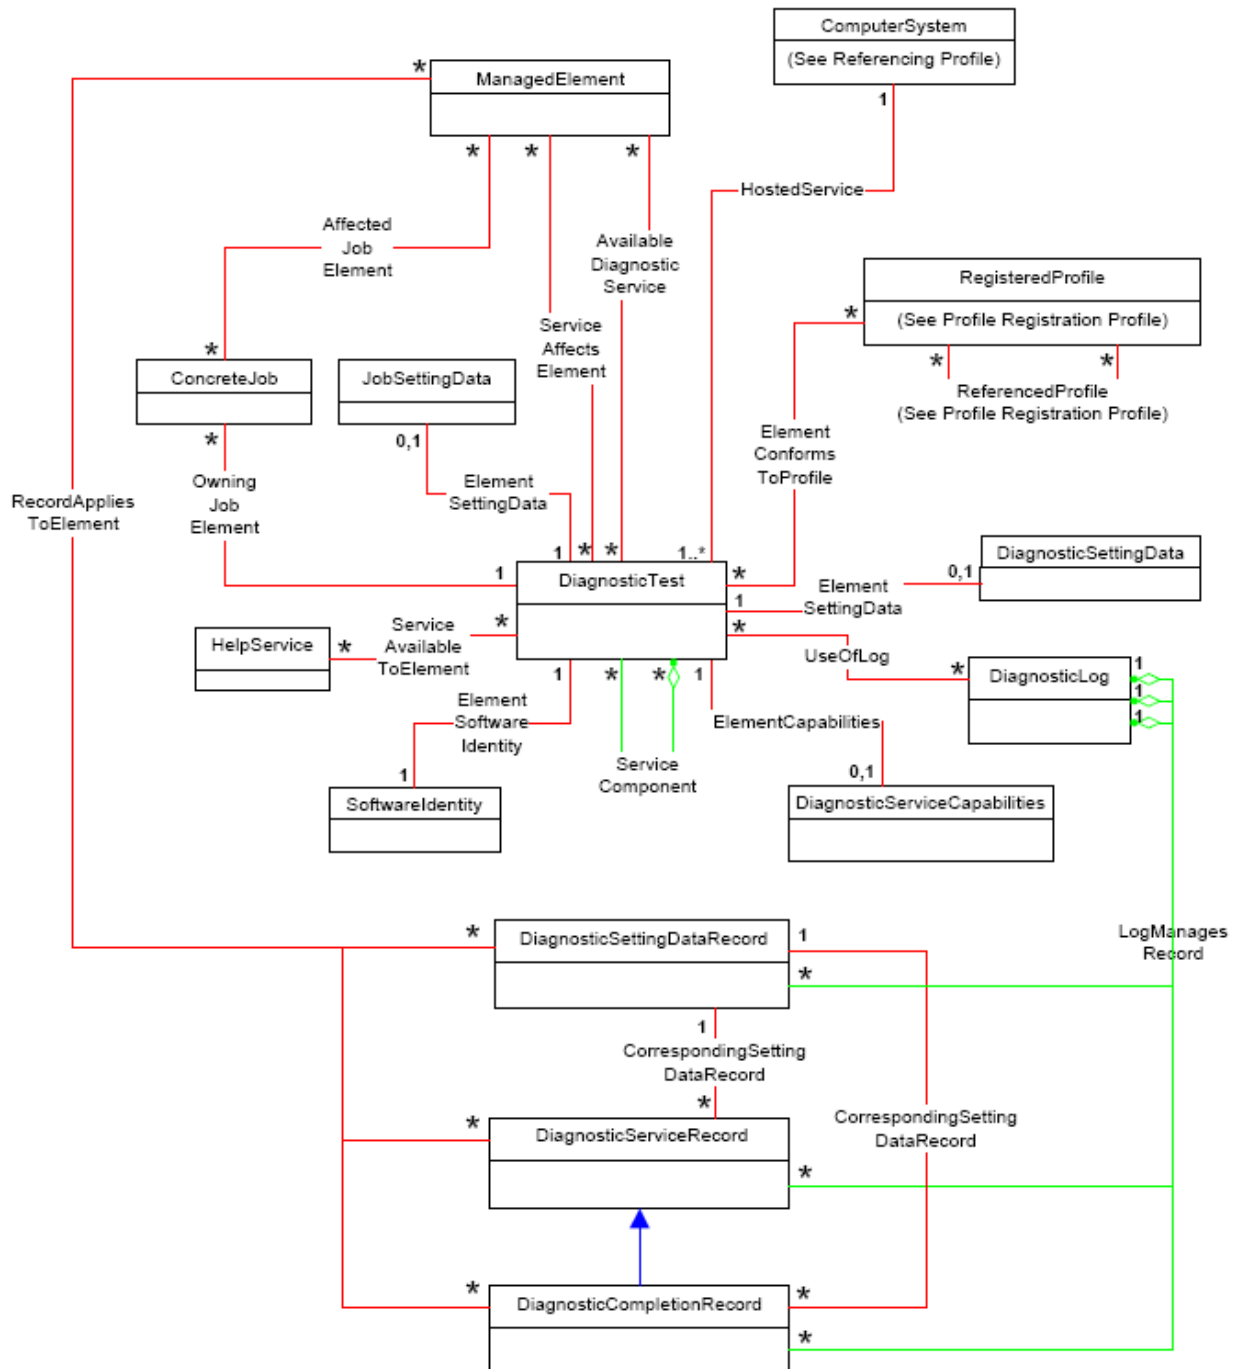 ComputerSystem
(See Referencing Profile)
1
*
ManagedElement
*
*
*
HostedService
Affected
Job
Element
Available
Diagnostic
Service
RegisteredProfile
(See Profile Registration Profile)
*
*
*
ReferencedProfile
(See Profile Registration Profile)
Service
Affects
Element
*
ConcreteJob
*
JobSettingData
0,1
Element
Conforms
ToProfile
Owning
Job
Element
Element
SettingData
RecordApplies
ToElement
1
*
*
1..*
1
DiagnosticTest
*
1
*
*
Element
SettingData
0,1
DiagnosticSettingData
HelpService
*
Service
Available
ToElement
UseOfLog
*
DiagnosticLog
1
1
1
1
*
*
1
Element
Software
Identity
Service
Component
ElementCapabilities
1
SoftwareIdentity
0,1
DiagnosticServiceCapabilities
*
DiagnosticSettingDataRecord
1
*
LogManages
Record
1
CorrespondingSetting
DataRecord
*
*
DiagnosticServiceRecord
*
CorrespondingSetting
DataRecord
*
DiagnosticCompletionRecord
*
*